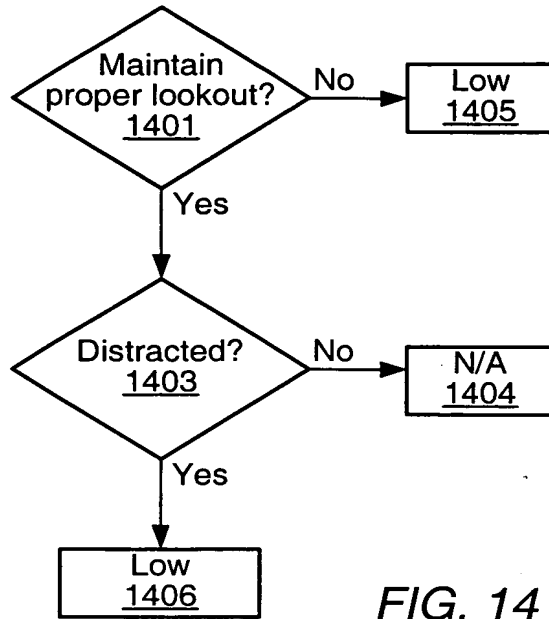 Maintain
proper lookout?
1401
No
Low
1405
Yes
Distracted?
1403
No
N/A
1404
Yes
Low
1406
FIG. 14